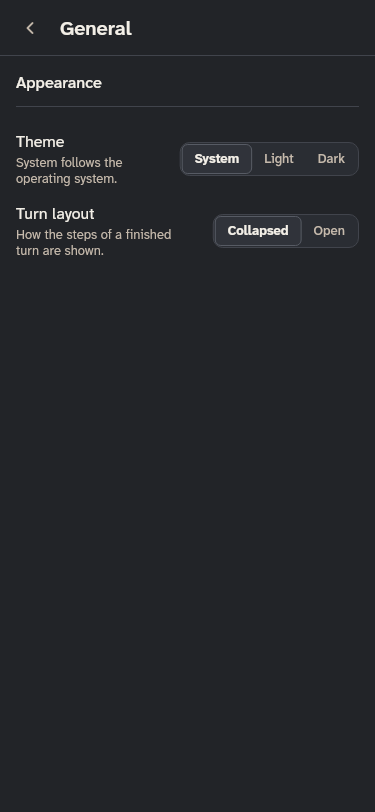 General
Appearance
Theme
System follows the
operating system.
System
Light
Dark
Turn layout
How the steps of a finished
turn are shown.
Collapsed
Open